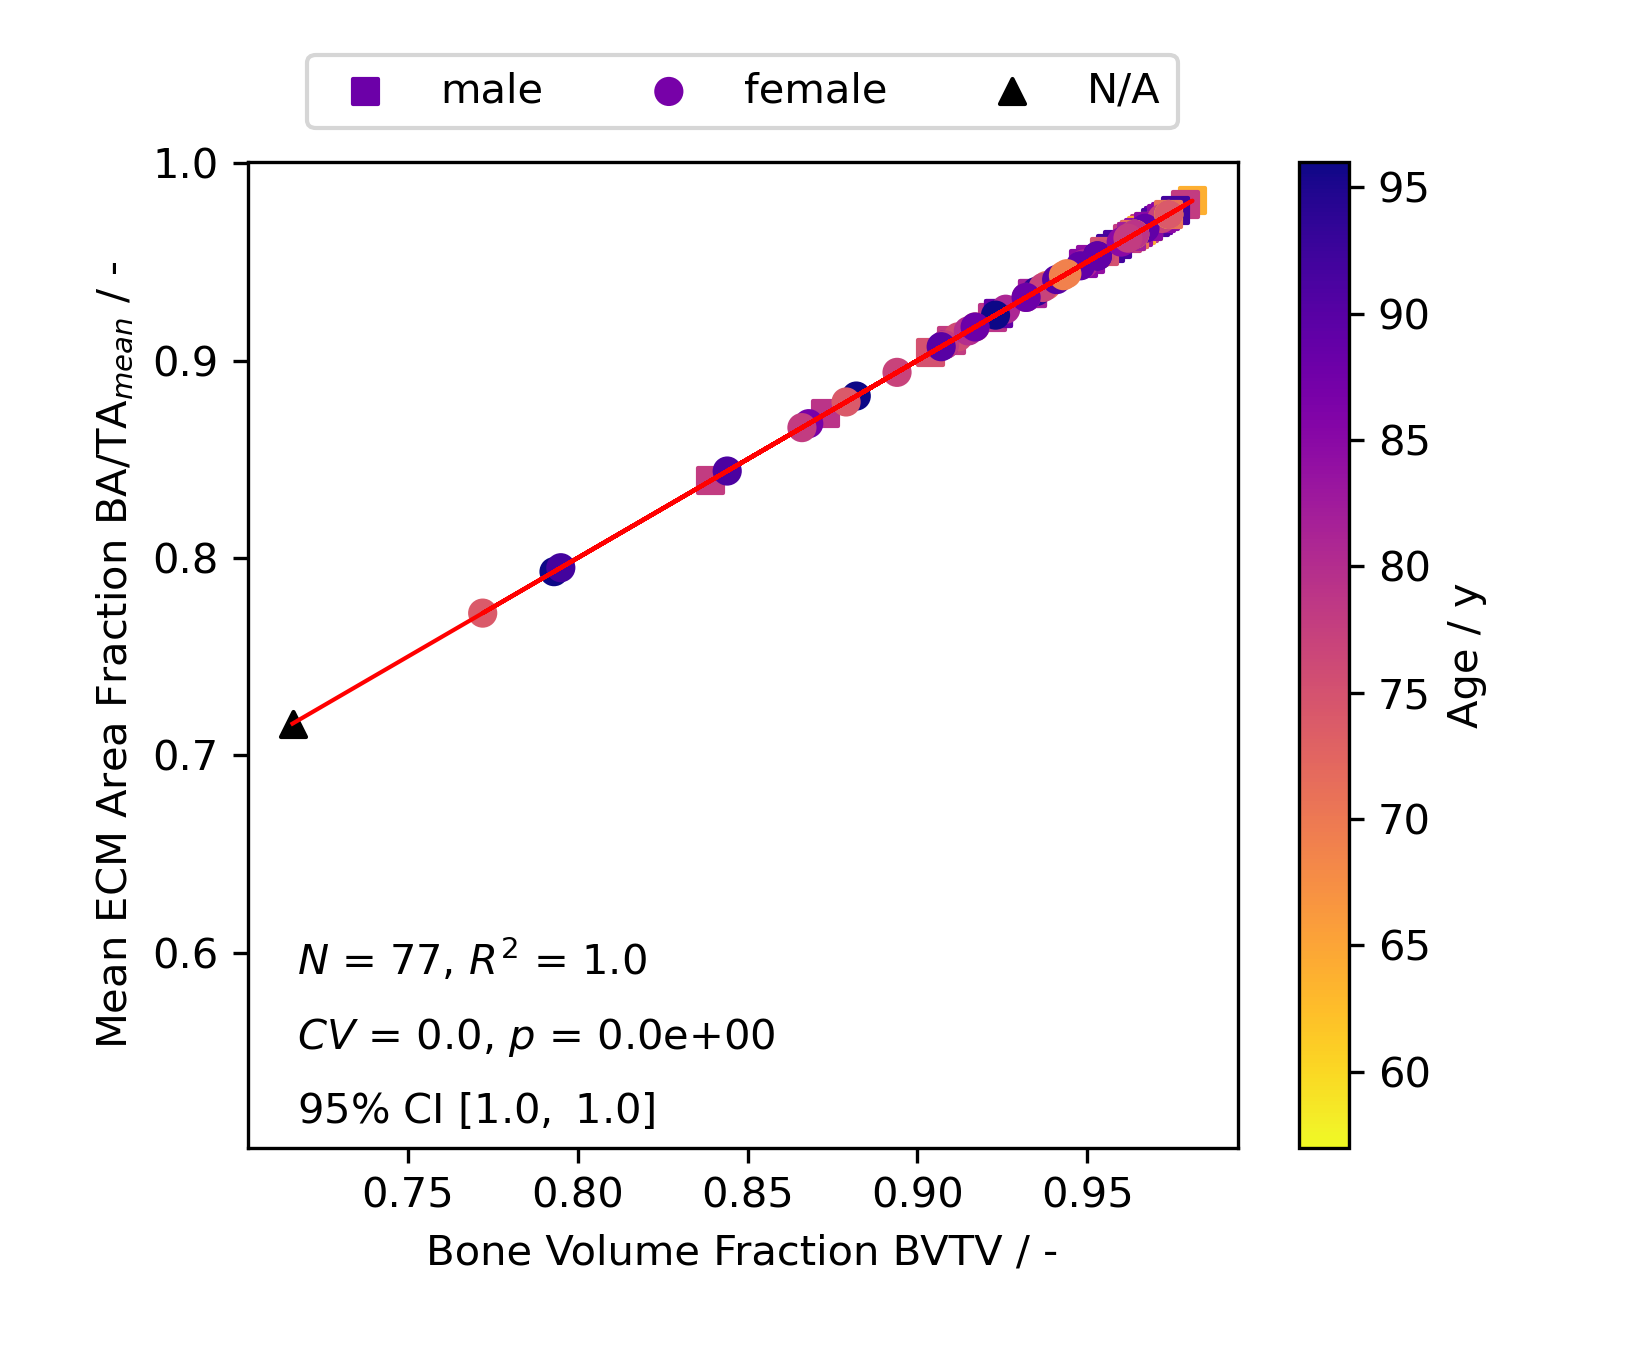 male female N/A
1.0
0.9
0.8
0.7
0.6
Mean ECM Area Fraction BA/TA_mean / -
N = 77, R² = 1.0
CV = 0.0, p = 0.0e+00
95% CI [1.0, 1.0]
0.75 0.80 0.85 0.90 0.95
Bone Volume Fraction BVTV / -
95
90
85
80
75
70
65
60
Age / y